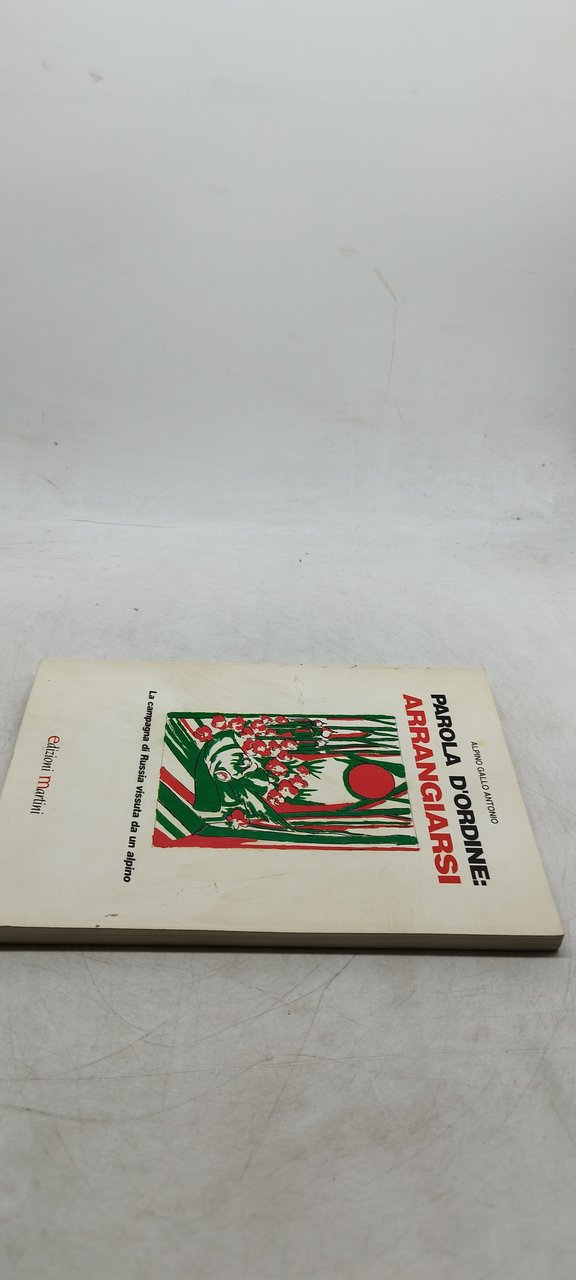 ALPINO GALLO ANTONIO
PAROLA D'ORDINE:
ARRANGIARSI
La campagna di Russia vissuta da un alpino
edizioni martini